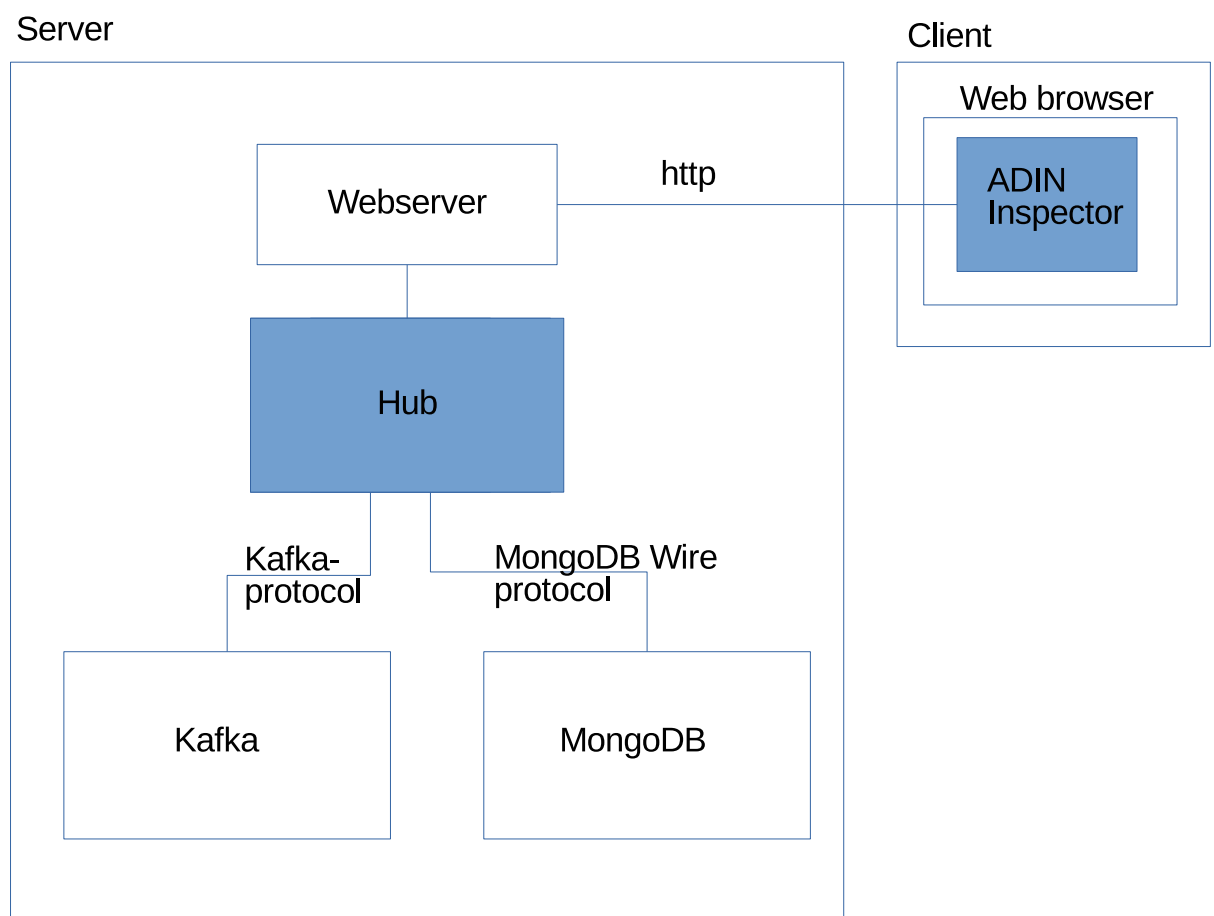 Server
Client
Web browser
Webserver
http
ADIN
Inspector
Hub
Kafka-
protocol
MongoDB Wire
protocol
Kafka
MongoDB